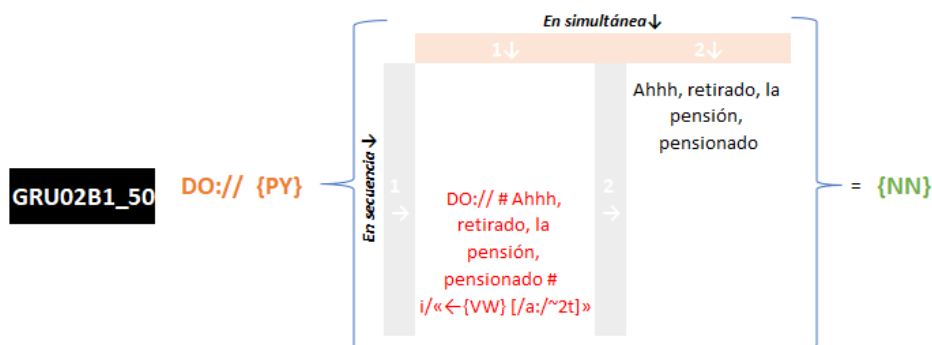 En simultánea↓
1↓ 2↓
En secuencia↓
GRU02B1_50
DO:// {PY}
1
→
DO:// # Ahhh,
retirado, la
pensión,
pensionado #
i/«←{VW} [/a:/~2t]»
2
→
Ahhh, retirado, la
pensión,
pensionado
= {NN}